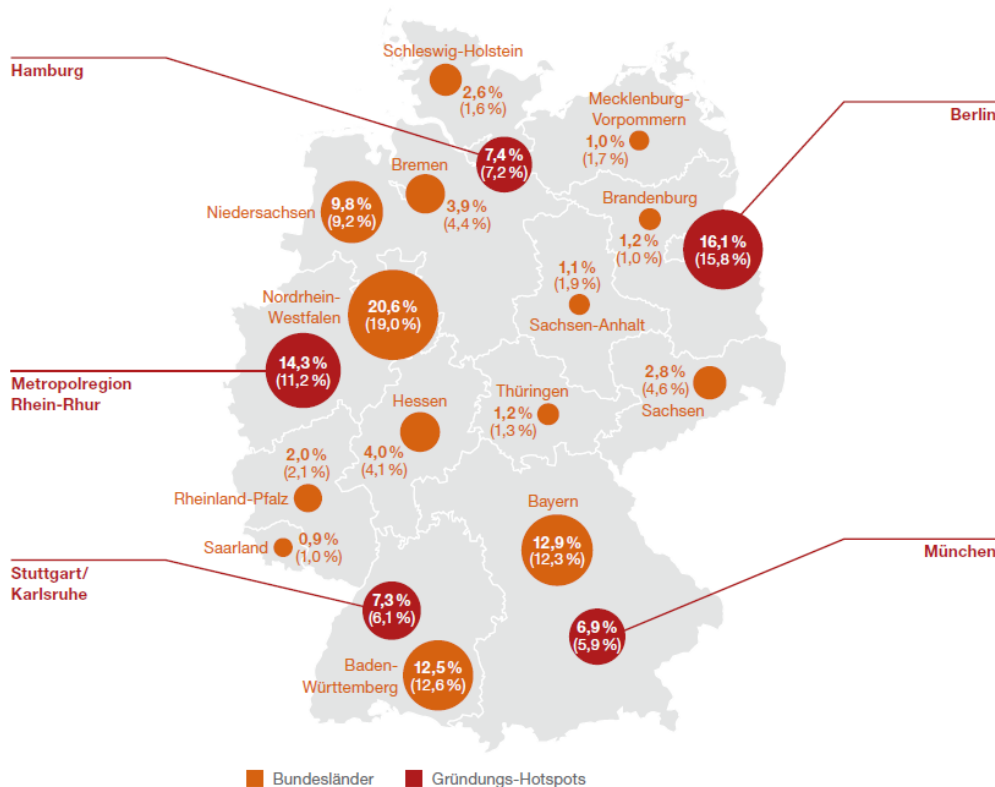 Schleswig-Holstein
2,6 %
(1,6 %)
Hamburg
7,4 %
(7,2 %)
Mecklenburg-
Vorpommern
1,0 %
(1,7 %)
Berlin
16,1 %
(15,8 %)
Bremen
3,9 %
(4,4 %)
Niedersachsen
9,8 %
(9,2 %)
Brandenburg
1,2 %
(1,0 %)
1,1 %
(1,9 %)
Sachsen-Anhalt
Nordrhein-
Westfalen
20,6 %
(19,0 %)
14,3 %
(11,2 %)
Metropolregion
Rhein-Rhur
Hessen
4,0 %
(4,1 %)
Thüringen
1,2 %
(1,3 %)
2,8 %
(4,6 %)
Sachsen
2,0 %
(2,1 %)
Rheinland-Pfalz
Saarland
0,9 %
(1,0 %)
Bayern
12,9 %
(12,3 %)
München
6,9 %
(5,9 %)
Stuttgart/
Karlsruhe
7,3 %
(6,1 %)
Baden-
Württemberg
12,5 %
(12,6 %)
Bundesländer
Gründungs-Hotspots